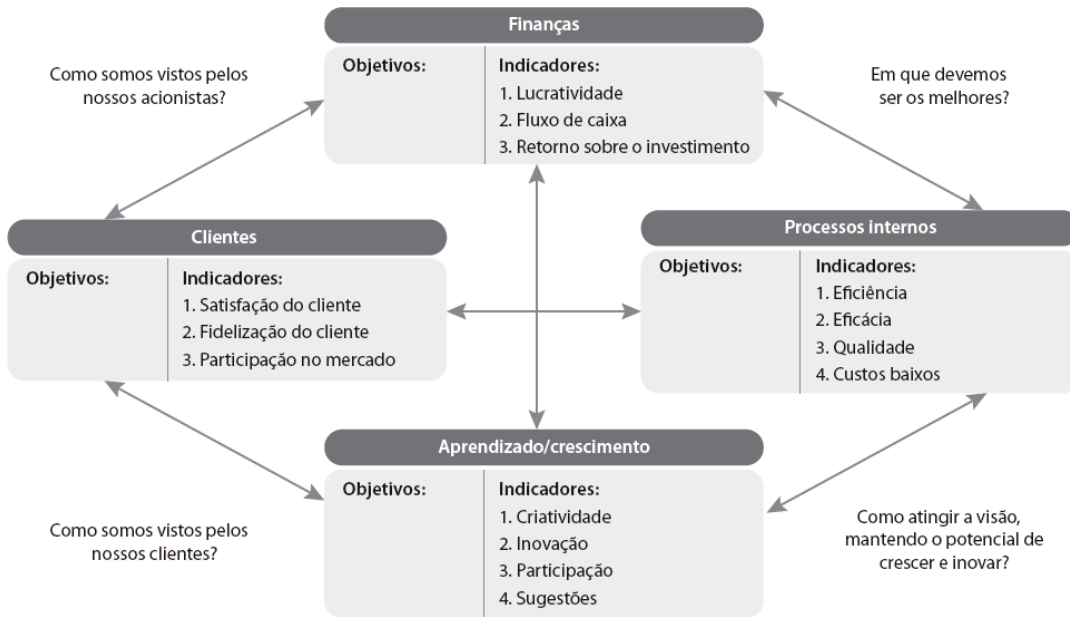 Finanças
Objetivos:
Indicadores:
1. Lucratividade
2. Fluxo de caixa
3. Retorno sobre o investimento
Como somos vistos pelos
nossos acionistas?
Em que devemos
ser os melhores?
Clientes
Objetivos:
Indicadores:
1. Satisfação do cliente
2. Fidelização do cliente
3. Participação no mercado
Processos internos
Objetivos:
Indicadores:
1. Eficiência
2. Eficácia
3. Qualidade
4. Custos baixos
Aprendizado/crescimento
Objetivos:
Indicadores:
1. Criatividade
2. Inovação
3. Participação
4. Sugestões
Como somos vistos pelos
nossos clientes?
Como atingir a visão,
mantendo o potencial de
crescer e inovar?